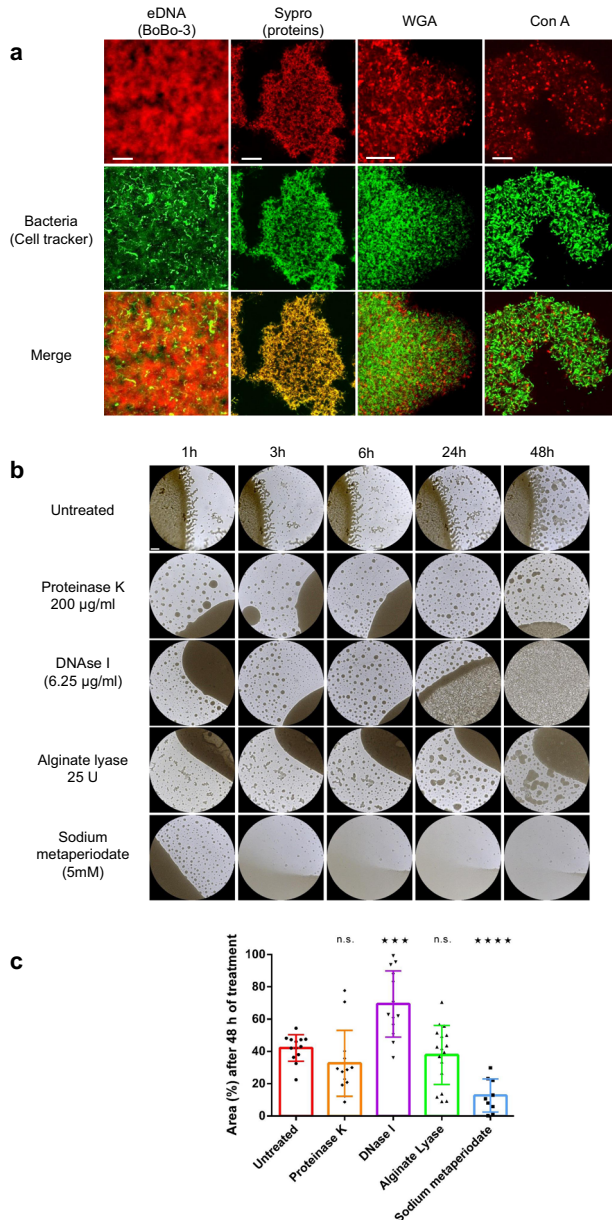 eDNA
(BoBo-3)
Sypro
(proteins)
WGA
Con A
a
Bacteria
(Cell tracker)
Merge
b
1h
3h
6h
24h
48h
Untreated
Proteinase K
200 µg/ml
DNAse I
(6.25 µg/ml)
Alginate lyase
25 U
Sodium
metaperiodate
(5mM)
c
n.s.
★★★
n.s.
★★★★
Area (%) after 48 h of treatment
100
80
60
40
20
0
Untreated
Proteinase K
DNase I
Alginate Lyase
Sodium metaperiodate